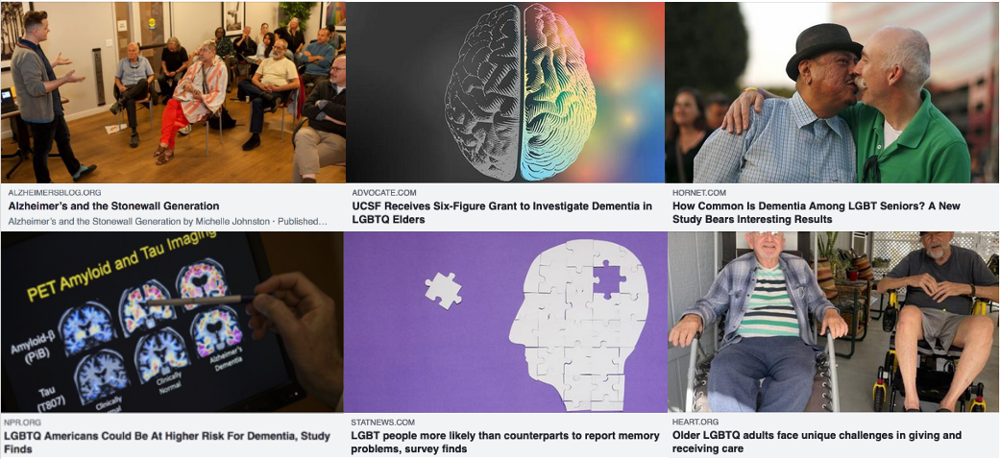 ALZHEIMERSBLOG.ORG
Alzheimer's and the Stonewall Generation
Alzheimer's and the Stonewall Generation by Michelle Johnston · Published…
ADVOCATE.COM
UCSF Receives Six-Figure Grant to Investigate Dementia in
LGBTQ Elders
HORNET.COM
How Common Is Dementia Among LGBT Seniors? A New
Study Bears Interesting Results
PET Amyloid and Tau Imaging
Amyloid-β
(PiB)
Tau
(T807)
Clinically
Clinically
Normal
Alzheimer's
Dementia
NPR.ORG
LGBTQ Americans Could Be At Higher Risk For Dementia, Study
Finds
STATNEWS.COM
LGBT people more likely than counterparts to report memory
problems, survey finds
HEART.ORG
Older LGBTQ adults face unique challenges in giving and
receiving care